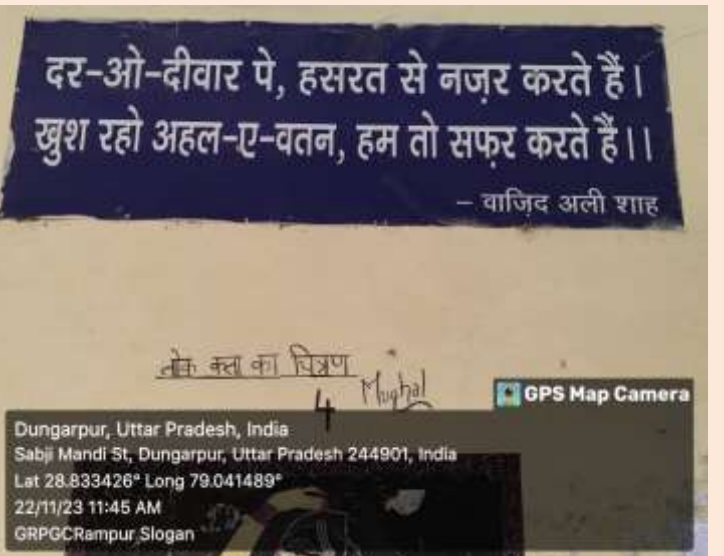 दर-ओ-दीवार पे, हसरत से नज़र करते हैं।
खुश रहो अहल-ए-वतन, हम तो सफ़र करते हैं।।
– वाजिद अली शाह
लोक कला का चित्रण
4 Mughal
GPS Map Camera
Dungarpur, Uttar Pradesh, India
Sabji Mandi St, Dungarpur, Uttar Pradesh 244901, India
Lat 28.833426° Long 79.041489°
22/11/23 11:45 AM
GRPGCRampur Slogan